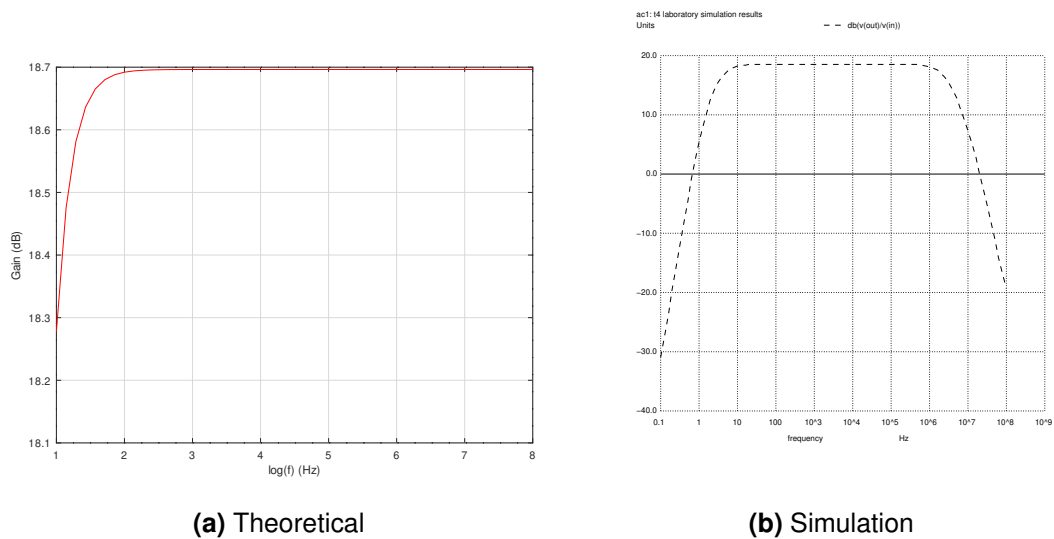 18.7
18.6
18.5
18.4
18.3
18.2
18.1
Gain (dB)
1 2 3 4 5 6 7 8
log(f) (Hz)
(a) Theoretical
ac1: t4 laboratory simulation results
Units
db(v(out)/v(in))
20.0
10.0
0.0
−10.0
−20.0
−30.0
−40.0
0.1 1 10 100 10^3 10^4 10^5 10^6 10^7 10^8 10^9
frequency Hz
(b) Simulation